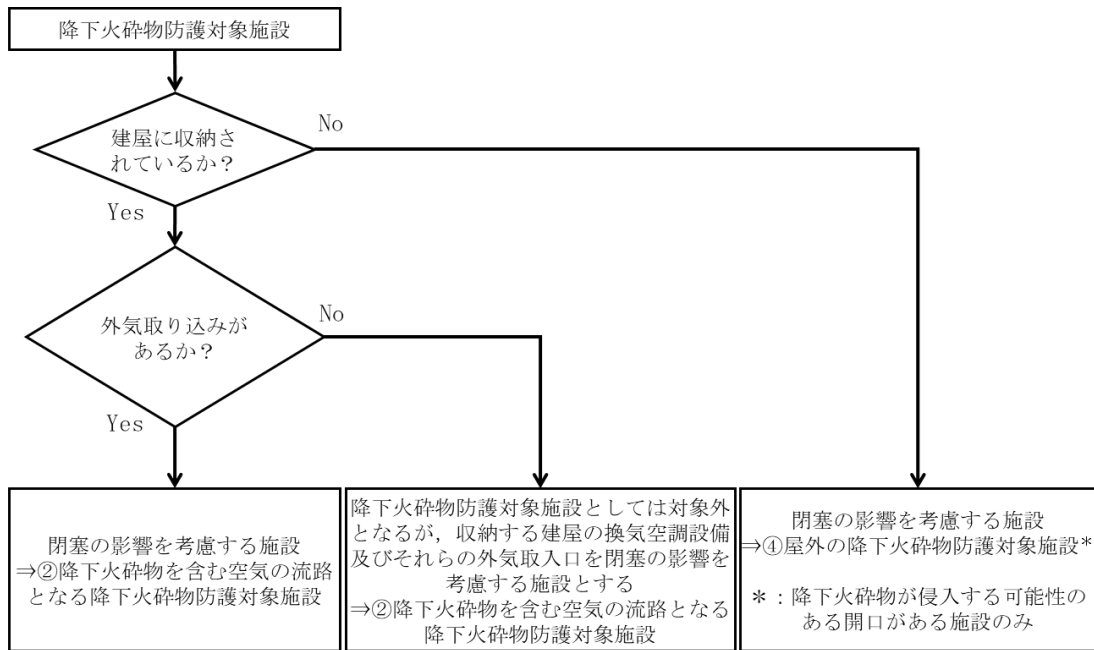 降下火砕物防護対象施設
建屋に収納さ
れているか?
No
Yes
外気取り込みが
あるか?
No
Yes
閉塞の影響を考慮する施設
⇒②降下火砕物を含む空気の流路
となる降下火砕物防護対象施設
降下火砕物防護対象施設としては対象外
となるが，収納する建屋の換気空調設備
及びそれらの外気取入口を閉塞の影響を
考慮する施設とする
⇒②降下火砕物を含む空気の流路となる
降下火砕物防護対象施設
閉塞の影響を考慮する施設
⇒④屋外の降下火砕物防護対象施設*
*：降下火砕物が侵入する可能性の
ある開口がある施設のみ